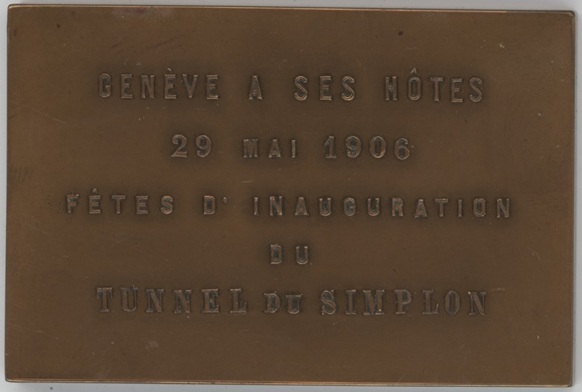 GENÈVE A SES HÔTES
29 MAI 1906
FÊTES D' INAUGURATION
DU
TUNNEL DU SIMPLON